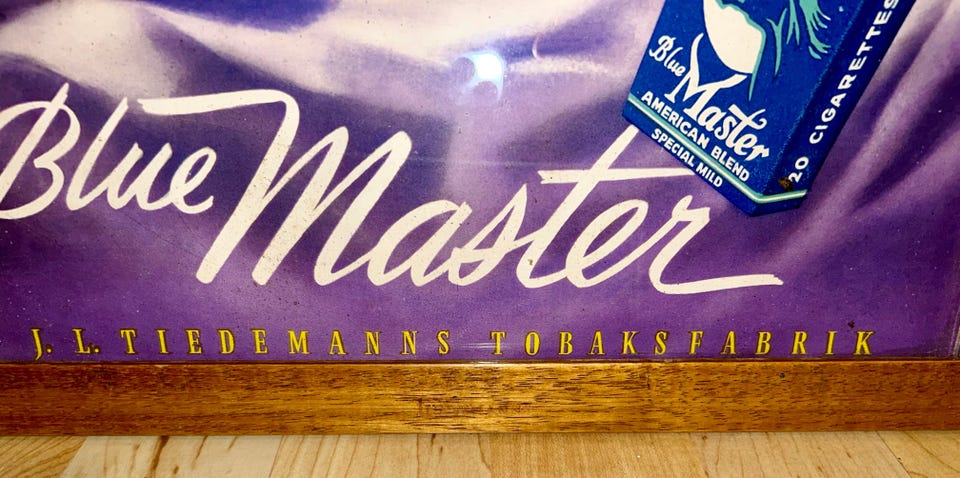 Blue Master
AMERICAN BLEND
SPECIAL MILD
20 CIGARETTES
Blue Master
J. L. TIEDEMANNS TOBAKSFABRIK